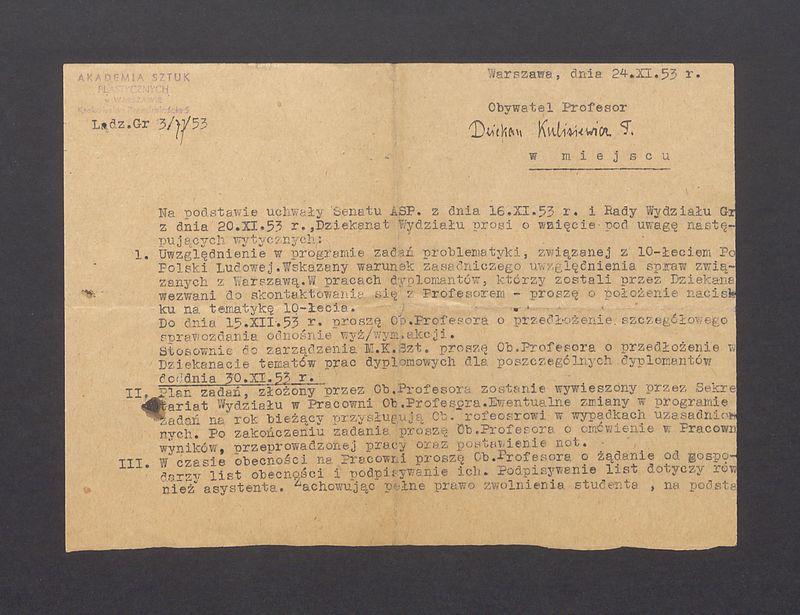 AKADEMIA SZTUK
PLASTYCZNYCH
w WARSZAWIE
Krakowskie Przedmieście 5
L.dz.Gr 3/77/53
Warszawa, dnia 24.XI.53 r.
Obywatel Profesor
Dziekan Kulisiewicz T.
w miejscu
Na podstawie uchwały Senatu ASP. z dnia 16.XI.53 r. i Rady Wydziału Gr
z dnia 20.XI.53 r.,Dziekanat Wydziału prosi o wzięcie pod uwagę nastę-
pujących wytycznych:
1. Uwzględnienie w programie zadań problematyki, związanej z 10-łeciem Po
Polski Ludowej.Wskazany warunek zasadniczego uwzględnienia spraw zwią-
zanych z Warszawą.W pracach dyplomantów, którzy zostali przez Dziekana
wezwani do skontaktowania się z Profesorem - proszę o położenie nacisk
ku na tematykę 10-lecia.
Do dnia 15.XII.53 r. proszę Ob.Profesora o przedłożenie szczegółowego
sprawozdania odnośnie wyż/wym.akcji.
Stosownie do zarządzenia M.K.Szt. proszę Ob.Profesora o przedłożenie w
Dziekanacie tematów prac dyplomowych dla poszczególnych dyplomantów
dodnia 30.XI.53 r.
II. Plan zadań, złożony przez Ob.Profesora zostanie wywieszony przez Sekre
tariat Wydziału w Pracowni Ob.Profesora.Ewentualne zmiany w programie
zadań na rok bieżący przysługują Ob. rofeosrowi w wypadkach uzasadnion
nych. Po zakończeniu zadania proszę Ob.Profesora o omówienie w Pracown
wyników, przeprowadzonej pracy oraz postawienie not.
III. W czasie obecności na Pracowni proszę Ob.Profesora o żądanie od gospo-
darzy list obecności i podpisywanie ich. Podpisywanie list dotyczy rów
nież asystenta. Zachowując pełne prawo zwolnienia studenta , na podsta